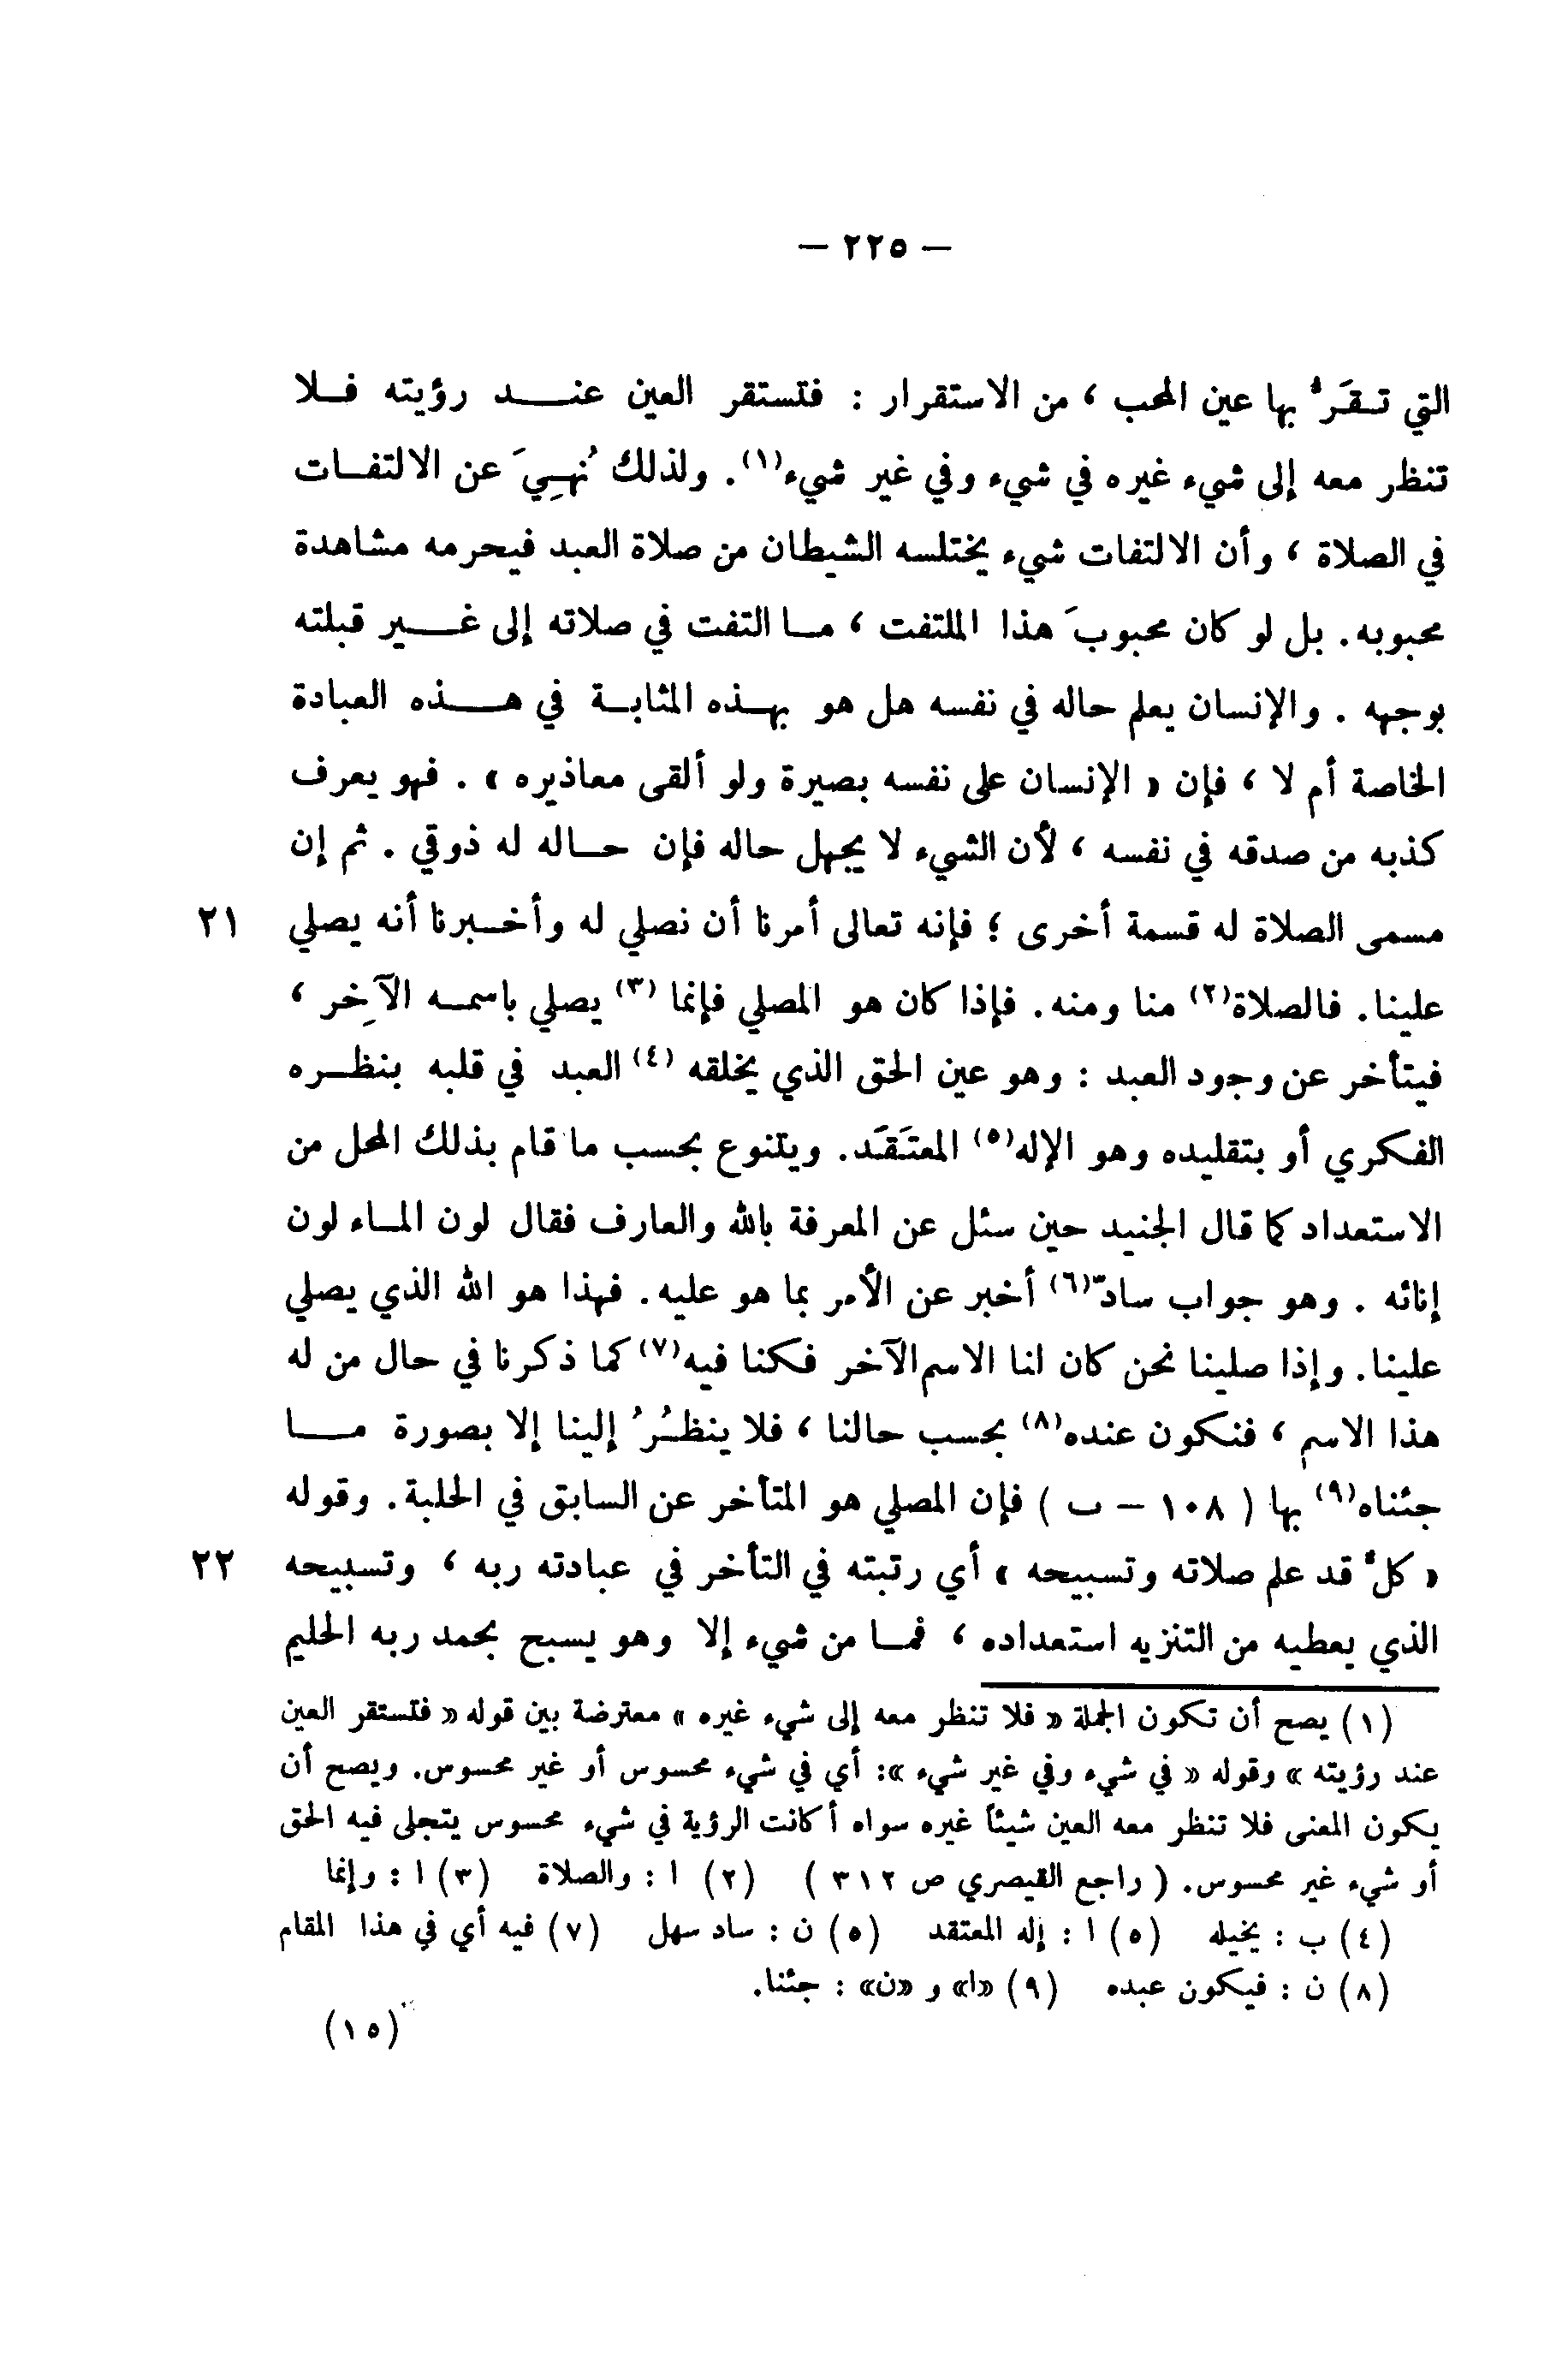 — ٢٢٥ —
التي تقَرُّ بها عين المحب ، من الاستقرار : فتستقر العين عند رؤيته فلا
تنظر معه إلى شيء غيره في شيء وفي غير شيء(١). ولذلك نُهِيَ عن الالتفات
في الصلاة ، وأن الالتفات شيء يختلسه الشيطان من صلاة العبد فيحرمه مشاهدة
محبوبه. بل لو كان محبوبَ هذا الملتفت ، ما التفت في صلاته إلى غير قبلته
بوجهه . والإنسان يعلم حاله في نفسه هل هو بهذه المثابة في هذه العبادة
الخاصة أم لا ، فإن « الإنسان على نفسه بصيرة ولو ألقى معاذيره » . فهو يعرف
كذبه من صدقه في نفسه ، لأن الشيء لا يجهل حاله فإن حاله له ذوقي . ثم إن
مسمى الصلاة له قسمة أخرى ؛ فإنه تعالى أمرنا أن نصلي له وأخبرنا أنه يصلي ٢١
علينا. فالصلاة(٢) منا ومنه. فإذا كان هو المصلي فإنما (٣) يصلي باسمه الآخِر ،
فيتأخر عن وجود العبد : وهو عين الحق الذي يخلقه (٤) العبد في قلبه بنظره
الفكري أو بتقليده وهو الإله(٥) المعتَقَد. ويتنوع بحسب ما قام بذلك المحل من
الاستعداد كما قال الجنيد حين سئل عن المعرفة بالله والعارف فقال لون الماء لون
إنائه . وهو جواب سادّ(٦) أخبر عن الأمر بما هو عليه. فهذا هو الله الذي يصلي
علينا. وإذا صلينا نحن كان لنا الاسم الآخر فكنا فيه(٧) كما ذكرنا في حال من له
هذا الاسم ، فنكون عنده(٨) بحسب حالنا ، فلا ينظُرُ إلينا إلا بصورة ما
جئناه(٩) بها ( ١٠٨ – ب ) فإن المصلي هو المتأخر عن السابق في الحلبة. وقوله
« كلٌّ قد علم صلاته وتسبيحه » أي رتبته في التأخر في عبادته ربه ، وتسبيحه ٢٢
الذي يعطيه من التنزيه استعداده ، فما من شيء إلا وهو يسبح بحمد ربه الحليم
(١) يصح أن تكون الجملة « فلا تنظر معه إلى شيء غيره » معترضة بين قوله « فتستقر العين
عند رؤيته » وقوله « في شيء وفي غير شيء »: أي في شيء محسوس أو غير محسوس. ويصح أن
يكون المعنى فلا تنظر معه العين شيئاً غيره سواه أكانت الرؤية في شيء محسوس يتجلى فيه الحق
أو شيء غير محسوس. ( راجع القيصري ص ٣١٢ ) (٢) ا : والصلاة (٣) ا : وإنما
(٤) ب : يخيله (٥) ا : إله المعتقد (٥) ن : ساد سهل (٧) فيه أي في هذا المقام
(٨) ن : فيكون عبده (٩) «ا» و «ن» : جئنا.
(١٥)